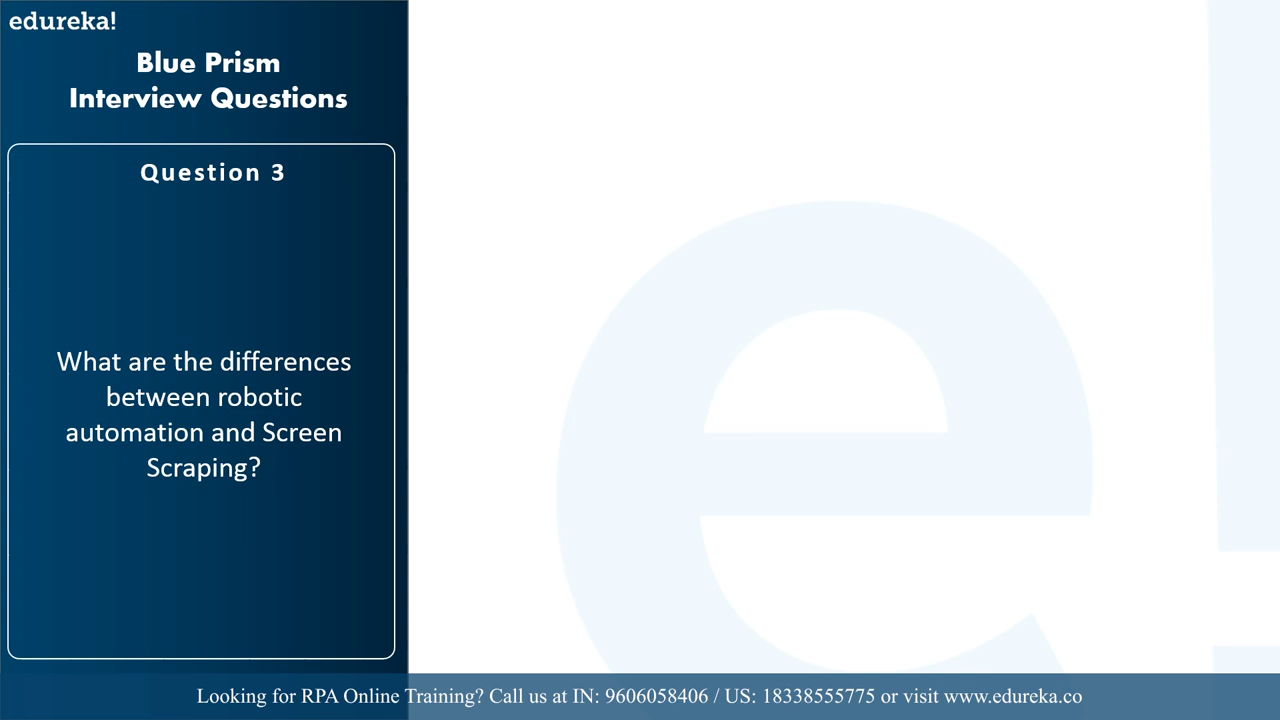 edureka!
Blue Prism
Interview Questions
Question 3
What are the differences
between robotic
automation and Screen
Scraping?
Looking for RPA Online Training? Call us at IN: 9606058406 / US: 18338555775 or visit www.edureka.co